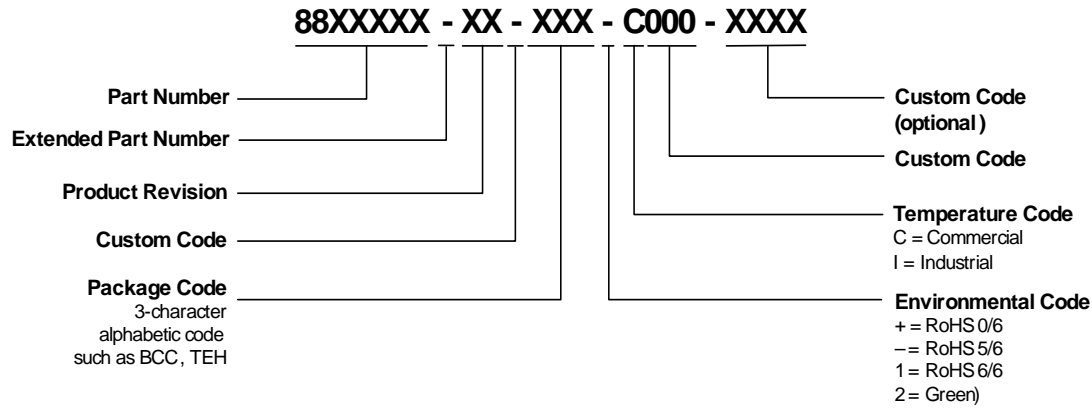 88XXXXX - XX - XXX - C000 - XXXX
Part Number
Extended Part Number
Product Revision
Custom Code
Package Code
3-character
alphabetic code
such as BCC, TEH
Custom Code
(optional)
Custom Code
Temperature Code
C = Commercial
I = Industrial
Environmental Code
+ = RoHS 0/6
– = RoHS 5/6
1 = RoHS 6/6
2 = Green)